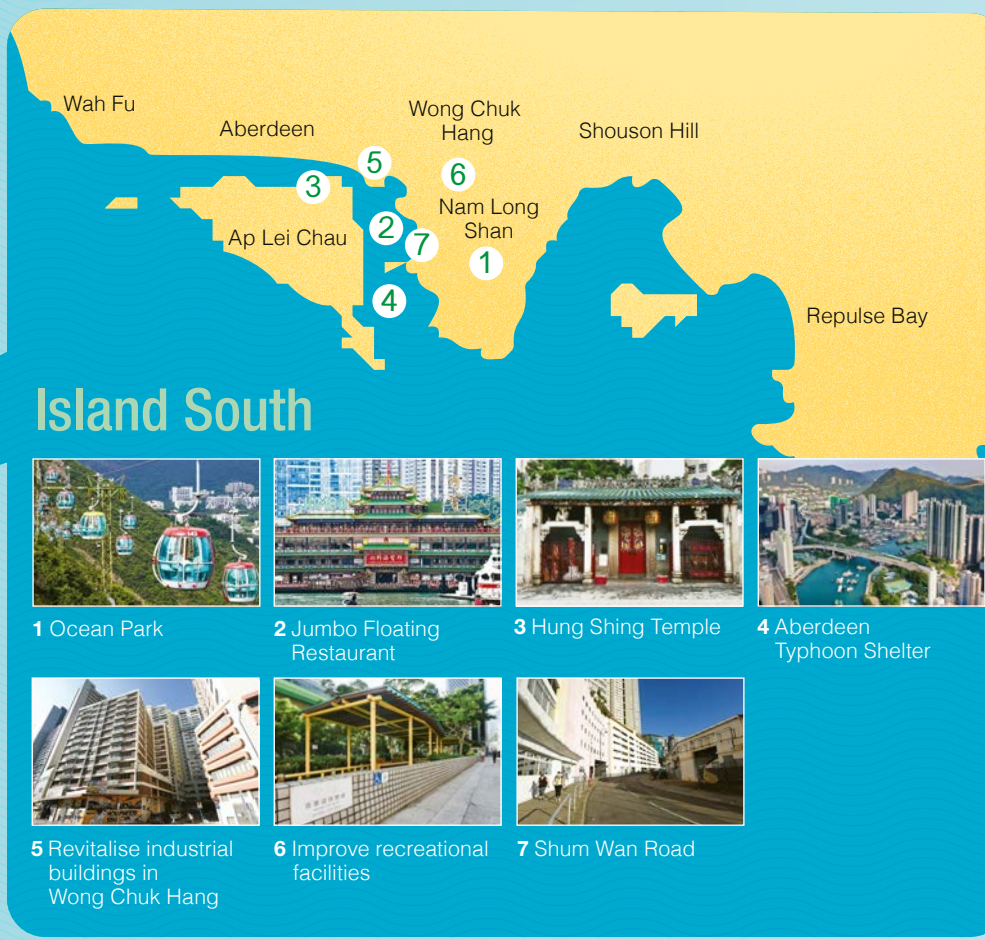 Wah Fu
Aberdeen
Wong Chuk
Hang
Shouson Hill
5
6
3
Nam Long
Shan
2
Ap Lei Chau
7
1
4
Repulse Bay
Island South
1 Ocean Park
2 Jumbo Floating
Restaurant
3 Hung Shing Temple
4 Aberdeen
Typhoon Shelter
5 Revitalise industrial
buildings in
Wong Chuk Hang
6 Improve recreational
facilities
7 Shum Wan Road